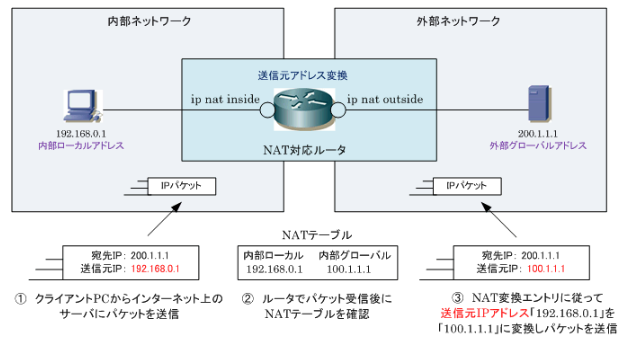 内部ネットワーク
外部ネットワーク
送信元アドレス変換
ip nat inside
ip nat outside
192.168.0.1
内部ローカルアドレス
NAT対応ルータ
200.1.1.1
外部グローバルアドレス
IPパケット
IPパケット
宛先IP: 200.1.1.1
送信元IP: 192.168.0.1
NATテーブル
内部ローカル 内部グローバル
192.168.0.1 100.1.1.1
宛先IP: 200.1.1.1
送信元IP: 100.1.1.1
① クライアントPCからインターネット上の
サーバにパケットを送信
② ルータでパケット受信後に
NATテーブルを確認
③ NAT変換エントリに従って
送信元IPアドレス「192.168.0.1」を
「100.1.1.1」に変換しパケットを送信